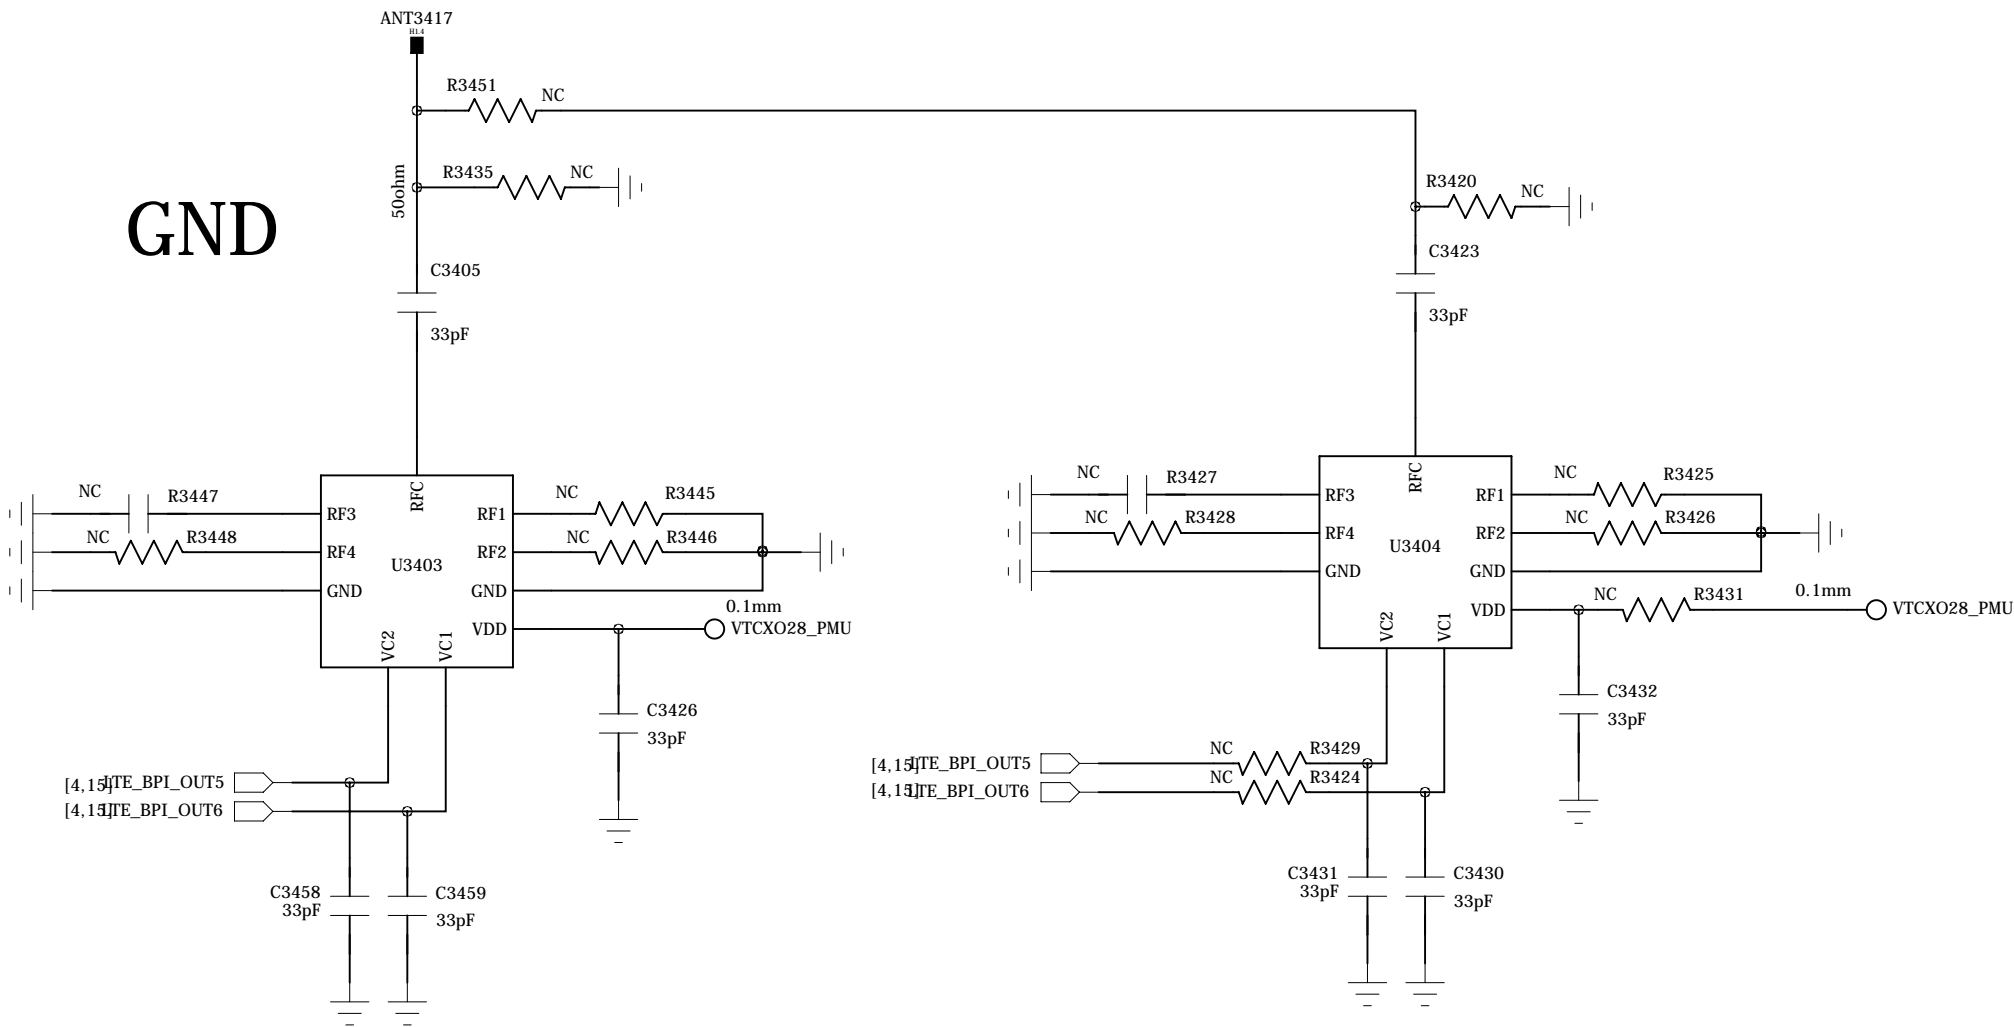 ANT3417
H1.4
R3451
NC
50ohm
R3435
NC
R3420
NC
GND
C3405
33pF
C3423
33pF
NC
R3447
NC
R3448
RF3
RF4
GND
RFC
U3403
RF1
RF2
GND
VDD
VC2
VC1
NC
R3445
NC
R3446
0.1mm
VTCXO28_PMU
C3426
33pF
[4,15]LTE_BPI_OUT5
[4,15]LTE_BPI_OUT6
C3458
33pF
C3459
33pF
NC
R3427
NC
R3428
RF3
RF4
GND
RFC
U3404
RF1
RF2
GND
VDD
VC2
VC1
NC
R3425
NC
R3426
NC
R3431
0.1mm
VTCXO28_PMU
C3432
33pF
[4,15]LTE_BPI_OUT5
NC
R3429
[4,15]LTE_BPI_OUT6
NC
R3424
C3431
33pF
C3430
33pF